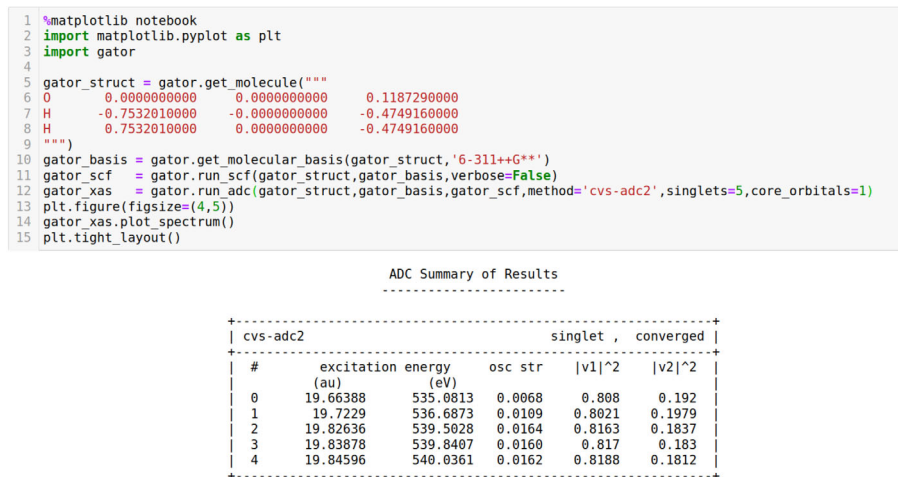 1 %matplotlib notebook
2 import matplotlib.pyplot as plt
3 import gator
4
5 gator_struct = gator.get_molecule("""
6 O 0.0000000000 0.0000000000 0.1187290000
7 H -0.7532010000 -0.0000000000 -0.4749160000
8 H 0.7532010000 0.0000000000 -0.4749160000
9 """)
10 gator_basis = gator.get_molecular_basis(gator_struct,'6-311++G**')
11 gator_scf = gator.run_scf(gator_struct,gator_basis,verbose=False)
12 gator_xas = gator.run_adc(gator_struct,gator_basis,gator_scf,method='cvs-adc2',singlets=5,core_orbitals=1)
13 plt.figure(figsize=(4,5))
14 gator_xas.plot_spectrum()
15 plt.tight_layout()
ADC Summary of Results
------------------------
+--------------------------------------------------------------+
| cvs-adc2 singlet , converged |
+--------------------------------------------------------------+
| # excitation energy osc str |v1|^2 |v2|^2 |
| (au) (eV) |
| 0 19.66388 535.0813 0.0068 0.808 0.192 |
| 1 19.7229 536.6873 0.0109 0.8021 0.1979 |
| 2 19.82636 539.5028 0.0164 0.8163 0.1837 |
| 3 19.83878 539.8407 0.0160 0.817 0.183 |
| 4 19.84596 540.0361 0.0162 0.8188 0.1812 |
+--------------------------------------------------------------+